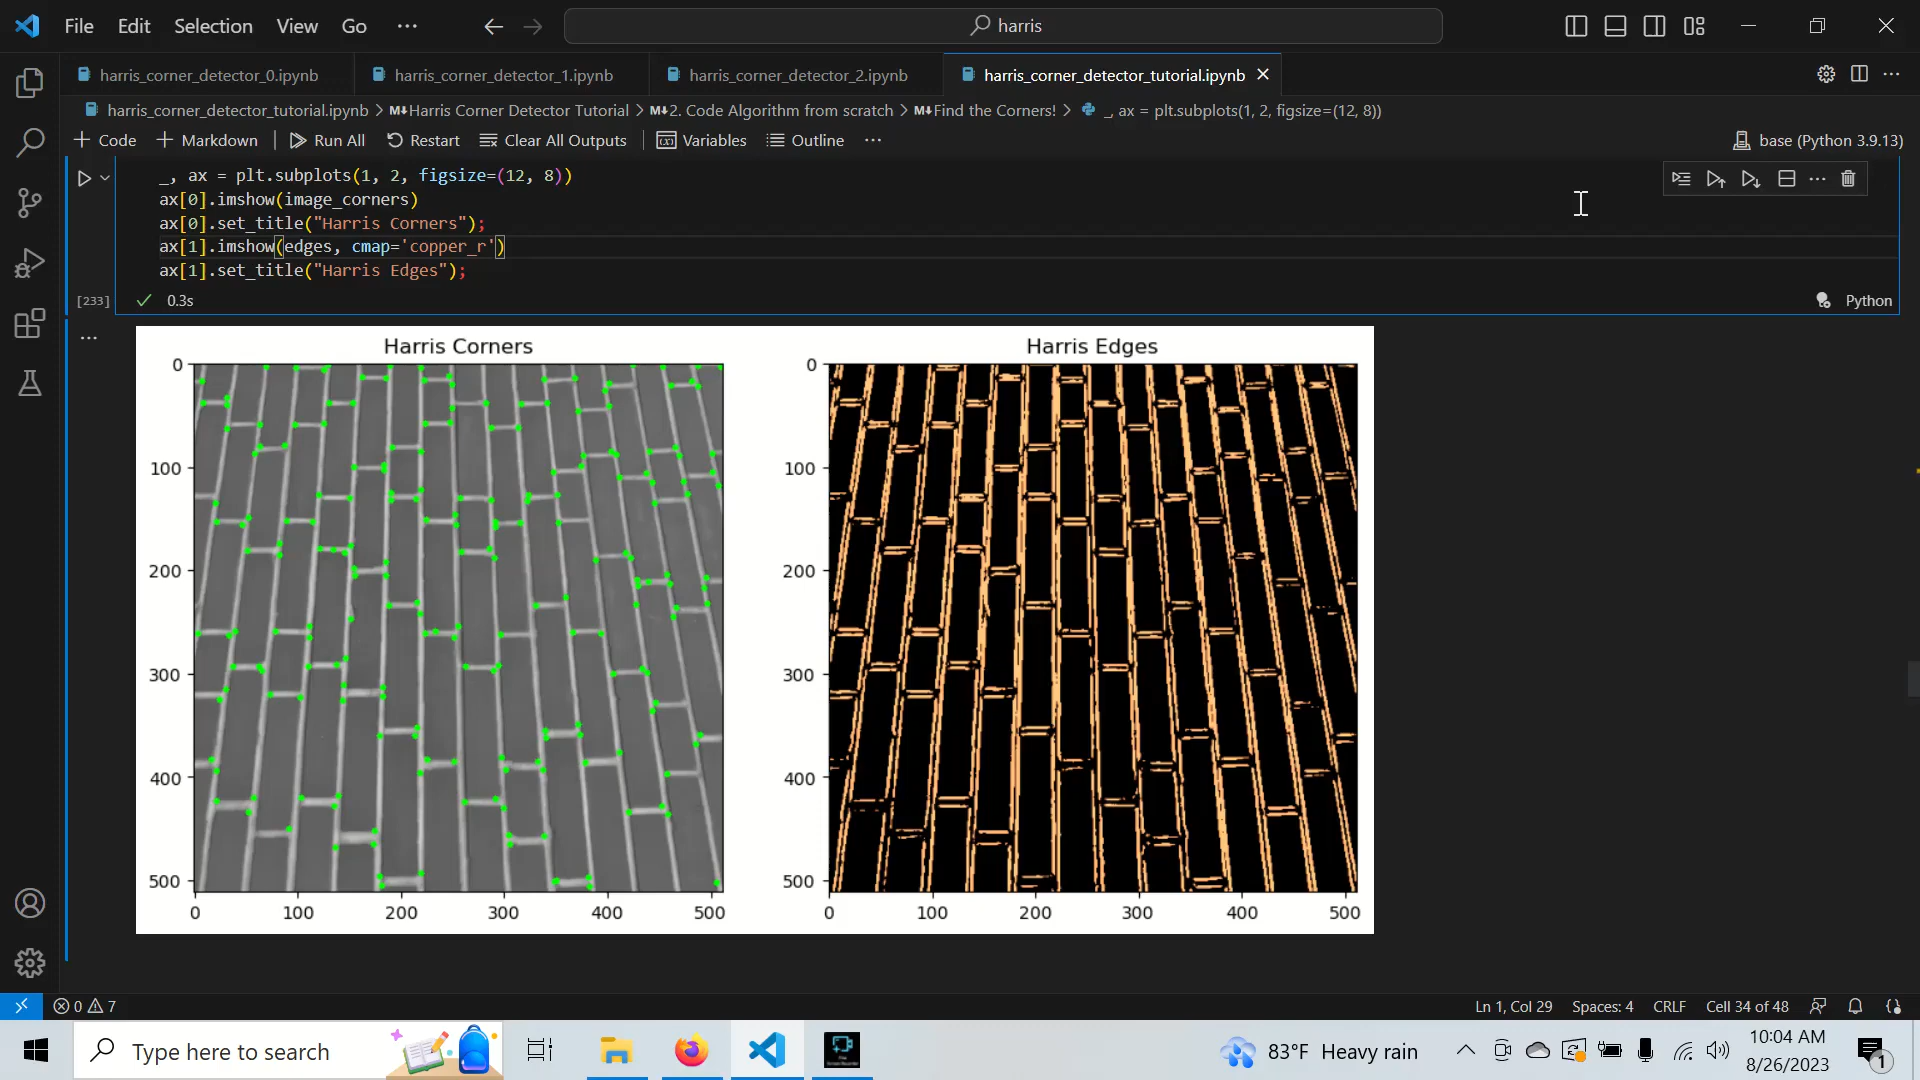 File Edit Selection View Go ··· harris
harris_corner_detector_0.ipynb harris_corner_detector_1.ipynb harris_corner_detector_2.ipynb harris_corner_detector_tutorial.ipynb
harris_corner_detector_tutorial.ipynb > M↓Harris Corner Detector Tutorial > M↓2. Code Algorithm from scratch > M↓Find the Corners! > _, ax = plt.subplots(1, 2, figsize=(12, 8))
+ Code + Markdown Run All Restart Clear All Outputs Variables Outline ··· base (Python 3.9.13)
_, ax = plt.subplots(1, 2, figsize=(12, 8))
ax[0].imshow(image_corners)
ax[0].set_title("Harris Corners");
ax[1].imshow(edges, cmap='copper_r')
ax[1].set_title("Harris Edges");
[233] 0.3s Python
Harris Corners Harris Edges
0 0
100 100
200 200
300 300
400 400
500 500
0 100 200 300 400 500 0 100 200 300 400 500
0 7 Ln 1, Col 29 Spaces: 4 CRLF Cell 34 of 48
Type here to search 83°F Heavy rain 10:04 AM
8/26/2023 1